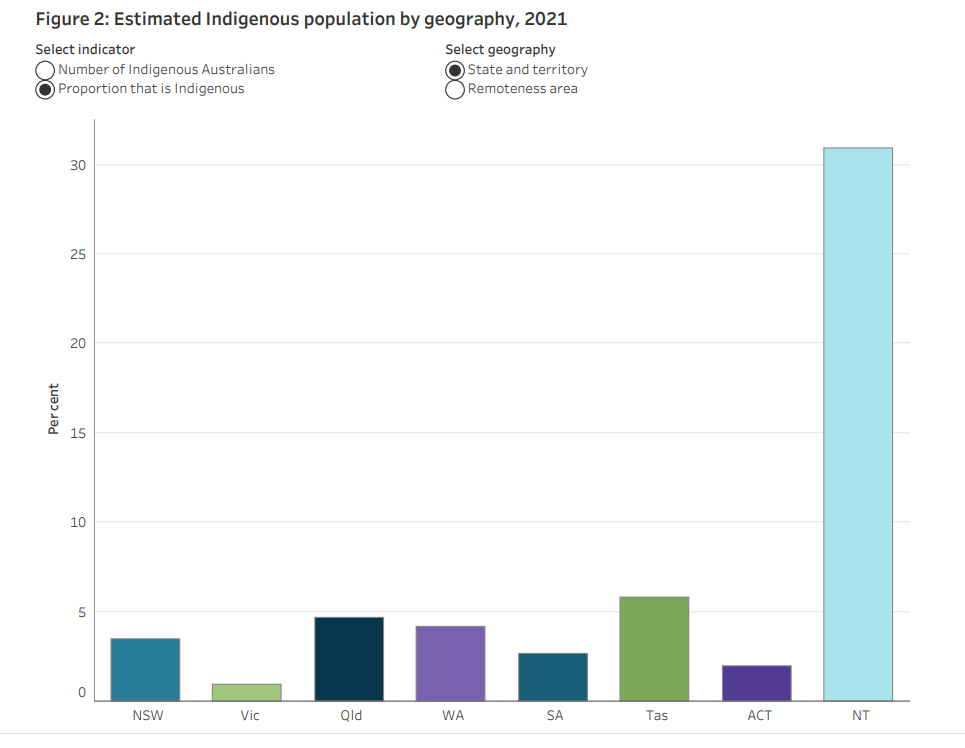 Figure 2: Estimated Indigenous population by geography, 2021
Select indicator
Number of Indigenous Australians
Proportion that is Indigenous
Select geography
State and territory
Remoteness area
Per cent
30
25
20
15
10
5
0
NSW Vic Qld WA SA Tas ACT NT